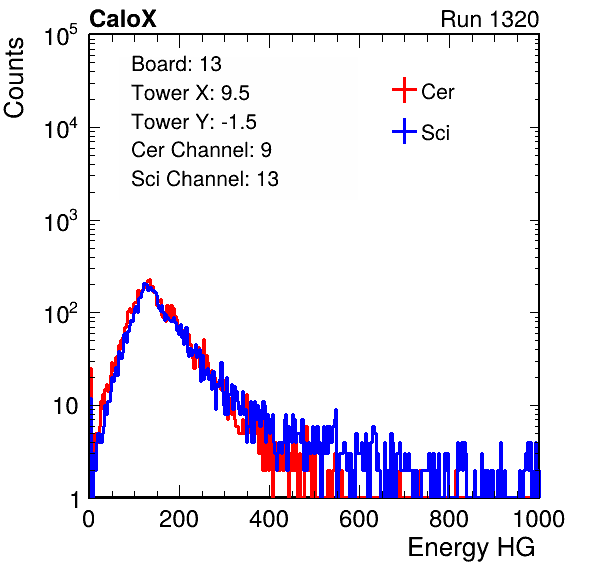 CaloX Run 1320
Counts
Board: 13
Tower X: 9.5
Tower Y: -1.5
Cer Channel: 9
Sci Channel: 13
Cer
Sci
10^5
10^4
10^3
10^2
10
1
0 200 400 600 800 1000
Energy HG